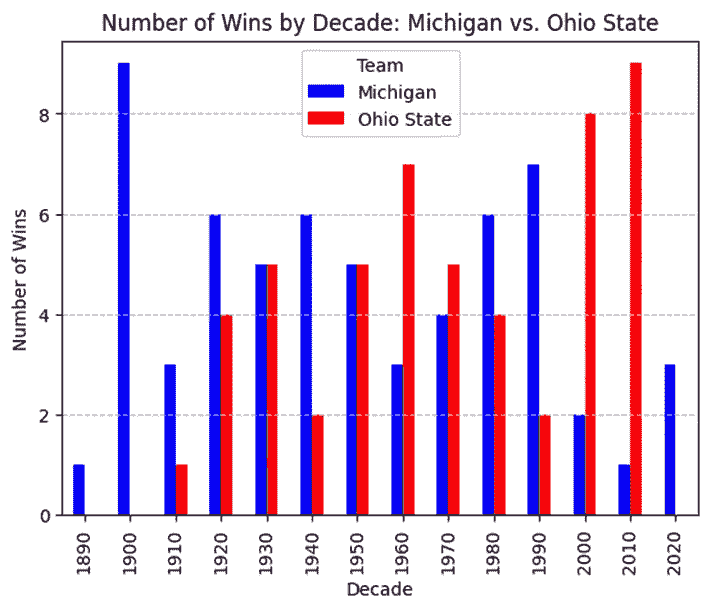 Number of Wins by Decade: Michigan vs. Ohio State
Team
Michigan
Ohio State
Number of Wins
8
6
4
2
0
1890 1900 1910 1920 1930 1940 1950 1960 1970 1980 1990 2000 2010 2020
Decade